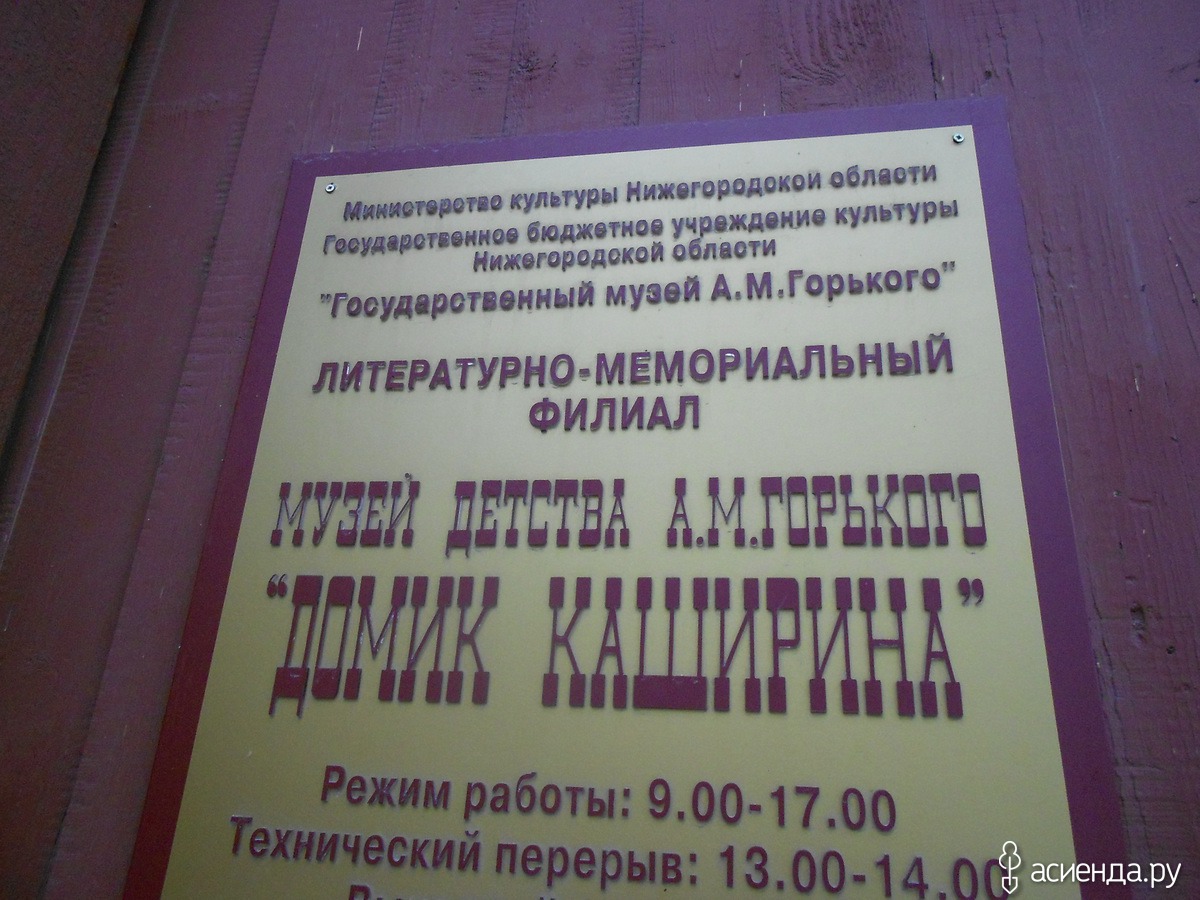 Министерство культуры Нижегородской области
Государственное бюджетное учреждение культуры
Нижегородской области
"Государственный музей А.М.Горького"
ЛИТЕРАТУРНО-МЕМОРИАЛЬНЫЙ
ФИЛИАЛ
МУЗЕЙ ДЕТСТВА А.М.ГОРЬКОГО
“ДОМИК КАШИРИНА”
Режим работы: 9.00-17.00
Технический перерыв: 13.00-14.00
асиенда.ру